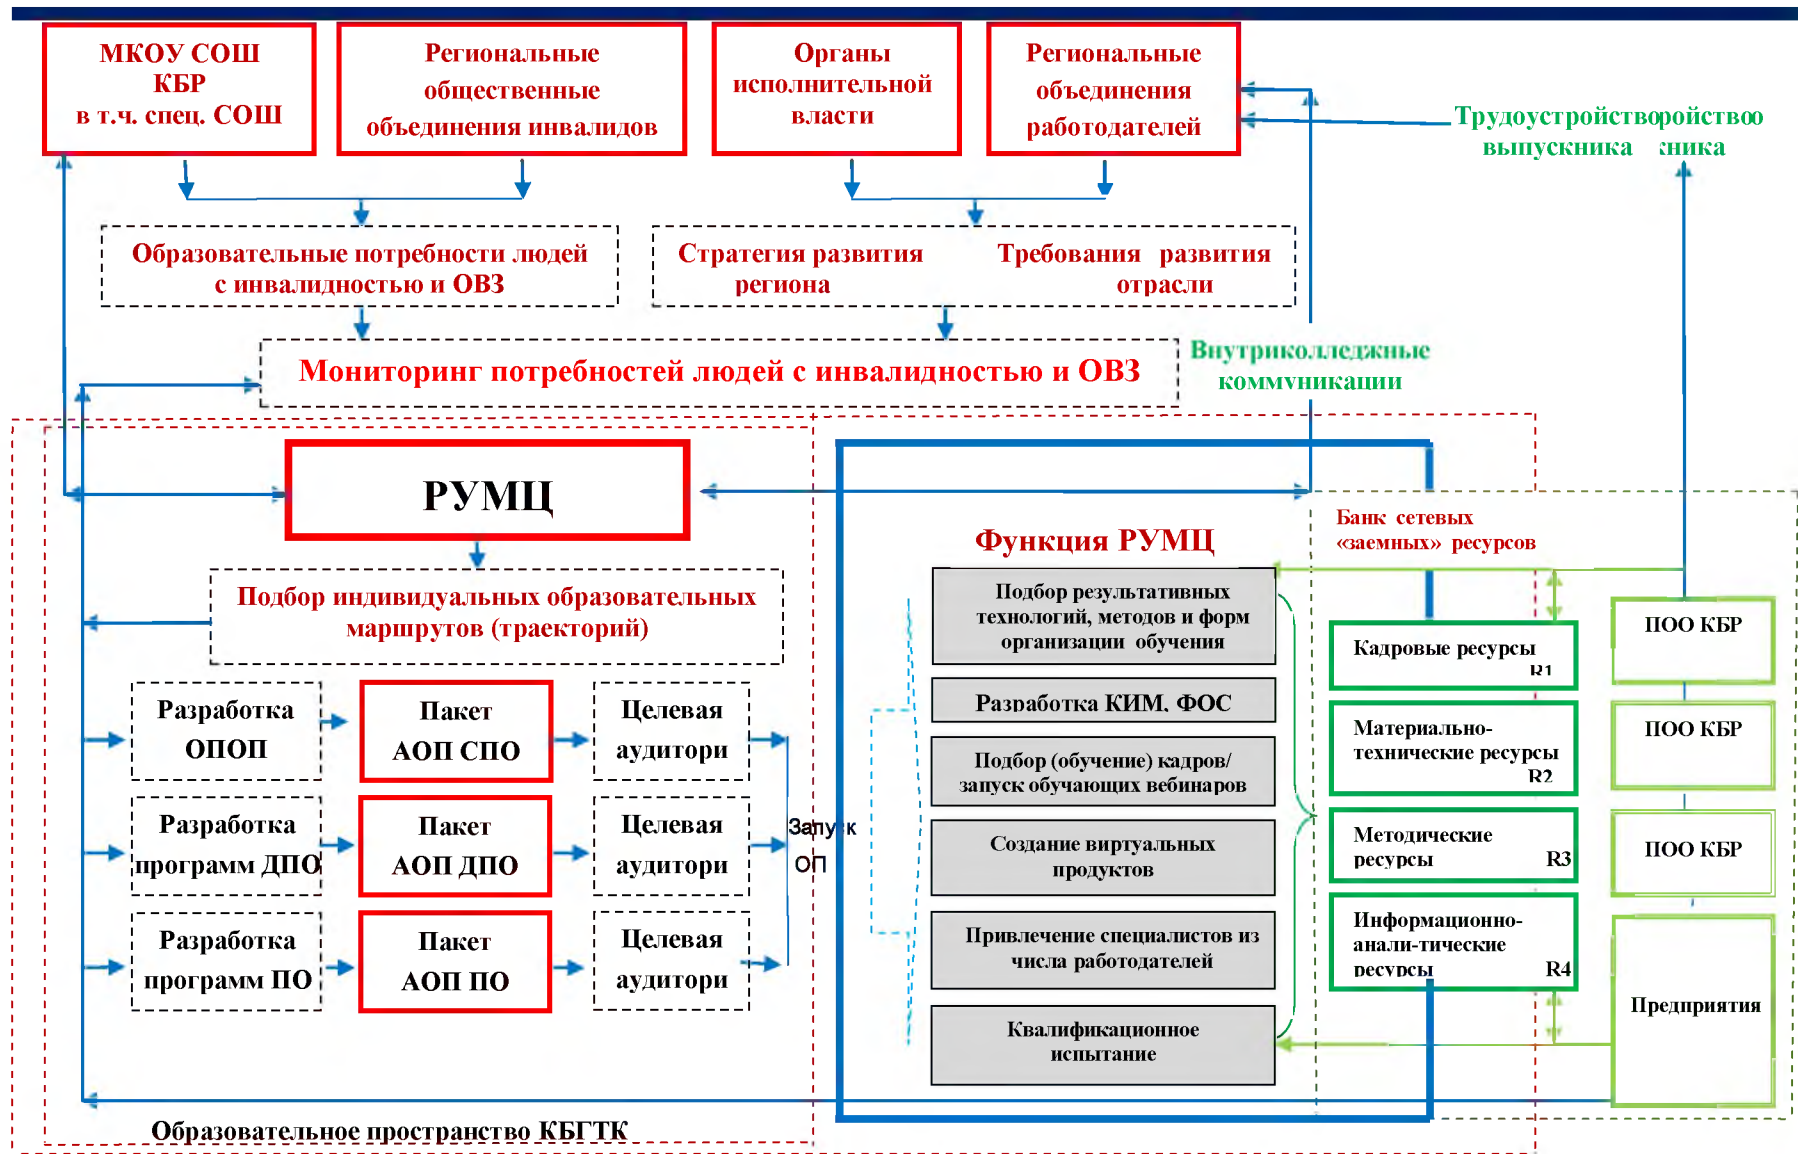 МКОУ СОШ
КБР
в т.ч. спец. СОШ
Региональные
общественные
объединения инвалидов
Органы
исполнительной
власти
Региональные
объединения
работодателей
Трудоустройстворойствоо
выпускника кника
Образовательные потребности людей
с инвалидностью и ОВЗ
Стратегия развития
региона
Требования развития
отрасли
Мониторинг потребностей людей с инвалидностью и ОВЗ
Внутриколледжные
коммуникации
РУМЦ
Подбор индивидуальных образовательных
маршрутов (траекторий)
Разработка
ОПОП
Пакет
АОП СПО
Целевая
аудитори
Разработка
программ ДПО
Пакет
АОП ДПО
Целевая
аудитори
Разработка
программ ПО
Пакет
АОП ПО
Целевая
аудитори
Запуск
ОП
Образовательное пространство КБГТК
Функция РУМЦ
Подбор результативных
технологий, методов и форм
организации обучения
Разработка КИМ, ФОС
Подбор (обучение) кадров/
запуск обучающих вебинаров
Создание виртуальных
продуктов
Привлечение специалистов из
числа работодателей
Квалификационное
испытание
Банк сетевых
«заемных» ресурсов
Кадровые ресурсы
R1
Материально-
технические ресурсы
R2
Методические
ресурсы R3
Информационно-
анали-тические
ресурсы R4
ПОО КБР
ПОО КБР
ПОО КБР
Предприятия